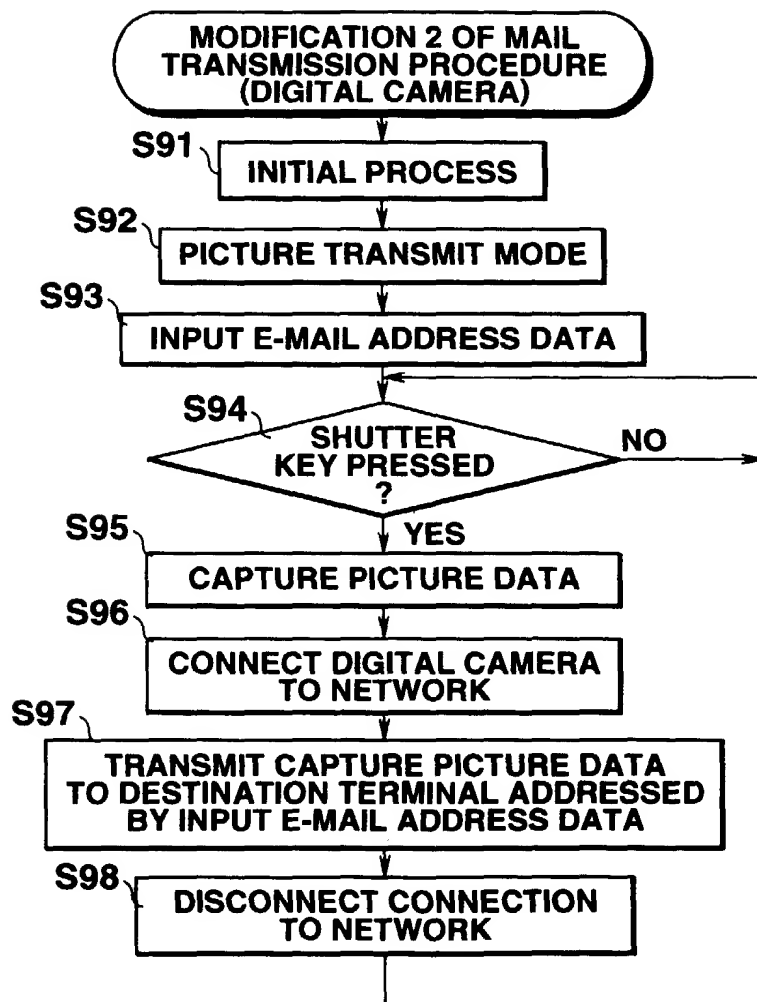 MODIFICATION 2 OF MAIL
TRANSMISSION PROCEDURE
(DIGITAL CAMERA)
S91
INITIAL PROCESS
S92
PICTURE TRANSMIT MODE
S93
INPUT E-MAIL ADDRESS DATA
S94
SHUTTER
KEY PRESSED
?
NO
YES
S95
CAPTURE PICTURE DATA
S96
CONNECT DIGITAL CAMERA
TO NETWORK
S97
TRANSMIT CAPTURE PICTURE DATA
TO DESTINATION TERMINAL ADDRESSED
BY INPUT E-MAIL ADDRESS DATA
S98
DISCONNECT CONNECTION
TO NETWORK